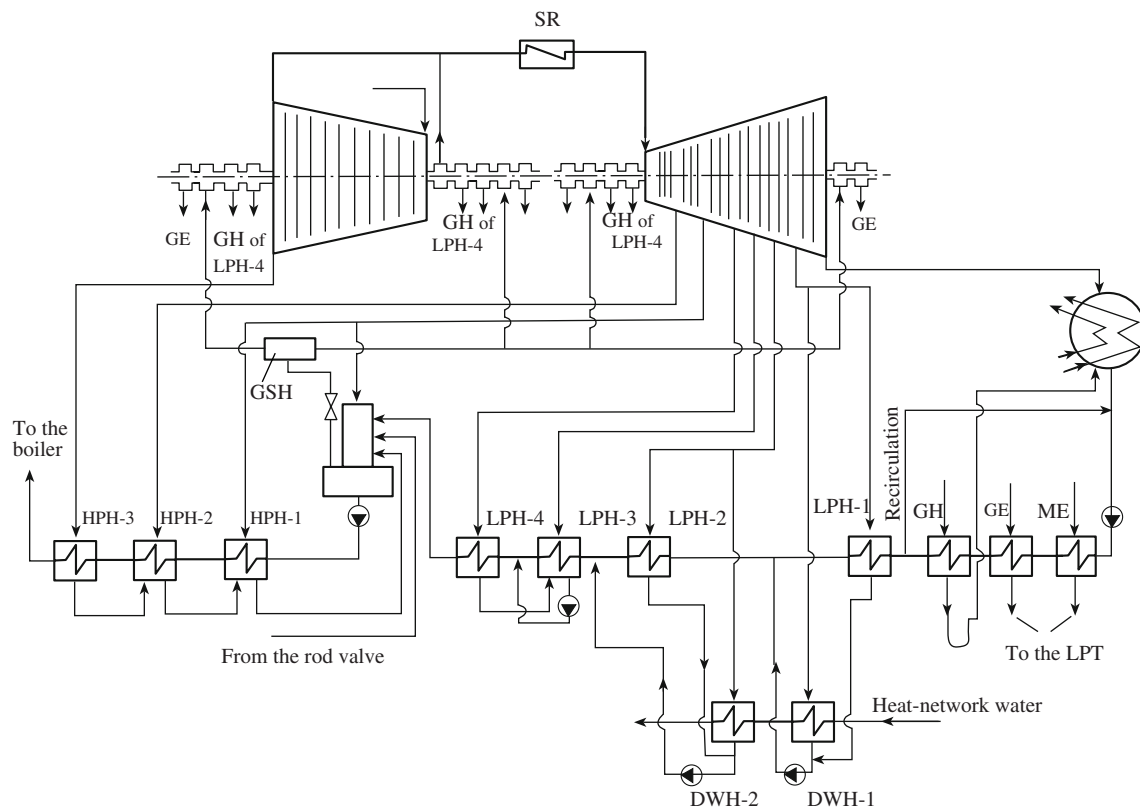 SR
GE
GH of
LPH-4
GH of
LPH-4
GH of
LPH-4
GE
GSH
To the
boiler
HPH-3
HPH-2
HPH-1
LPH-4
LPH-3
LPH-2
LPH-1
Recirculation
GH
GE
ME
From the rod valve
To the LPT
Heat-network water
DWH-2
DWH-1